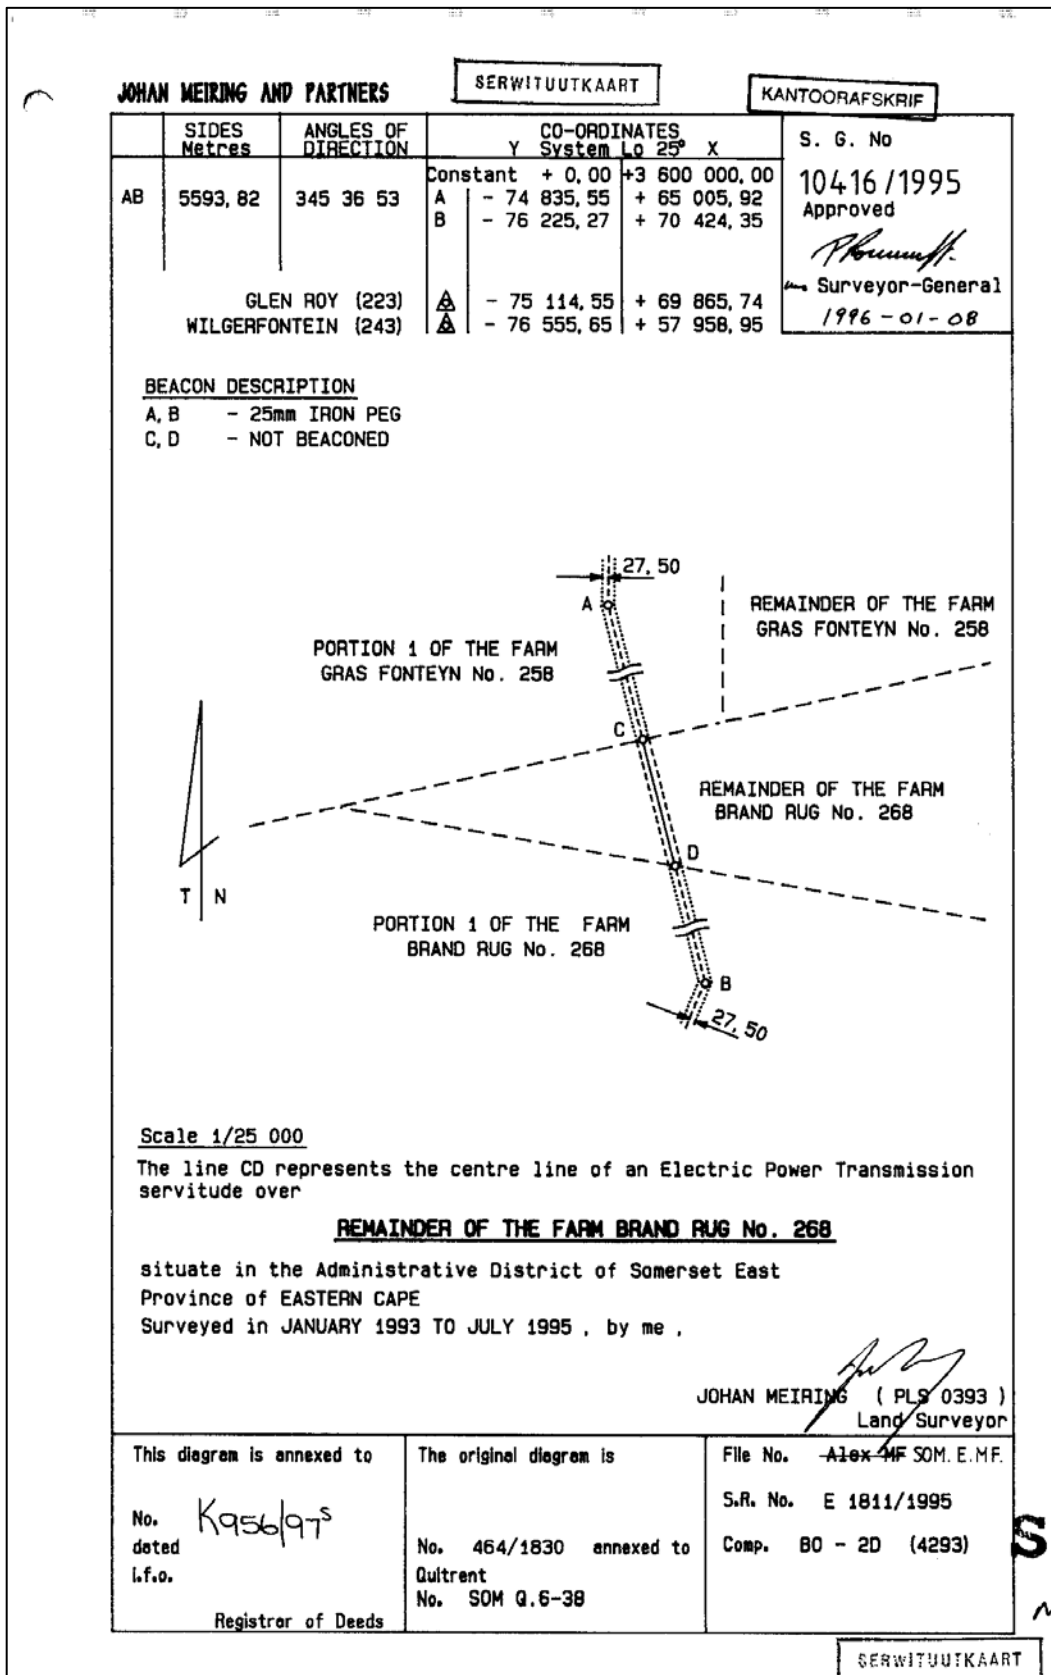 JOHAN MEIRING AND PARTNERS
SERWITUUTKAART
KANTOORAFSKRIF
SIDES Metres
ANGLES OF DIRECTION
CO-ORDINATES
Y System Lo 25° X
Constant + 0,00 +3 600 000,00
AB 5593,82 345 36 53 A - 74 835,55 + 65 005,92
B - 76 225,27 + 70 424,35
GLEN ROY (223) - 75 114,55 + 69 865,74
WILGERFONTEIN (243) - 76 555,65 + 57 958,95
S. G. No
10416/1995
Approved
Surveyor-General
1996-01-08
BEACON DESCRIPTION
A,B - 25mm IRON PEG
C,D - NOT BEACONED
27,50
A
REMAINDER OF THE FARM
GRAS FONTEYN No. 258
PORTION 1 OF THE FARM
GRAS FONTEYN No. 258
C
REMAINDER OF THE FARM
BRAND RUG No. 268
D
T N
PORTION 1 OF THE FARM
BRAND RUG No. 268
B
27,50
Scale 1/25 000
The line CD represents the centre line of an Electric Power Transmission
servitude over
REMAINDER OF THE FARM BRAND RUG No. 268
situate in the Administrative District of Somerset East
Province of EASTERN CAPE
Surveyed in JANUARY 1993 TO JULY 1995 , by me ,
JOHAN MEIRING ( PLS 0393 )
Land Surveyor
This diagram is annexed to
No. K956/97S
dated
i.f.o.
Registrar of Deeds
The original diagram is
No. 464/1830 annexed to
Quitrent
No. SOM Q.6-38
File No. Alex MF SOM. E.MF.
S.R. No. E 1811/1995
Comp. BO - 2D (4293)
S
SERWITUUTKAART